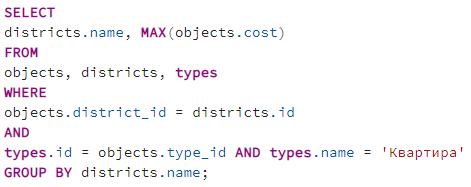 SELECT
districts.name, MAX(objects.cost)
FROM
objects, districts, types
WHERE
objects.district_id = districts.id
AND
types.id = objects.type_id AND types.name = 'Квартира'
GROUP BY districts.name;